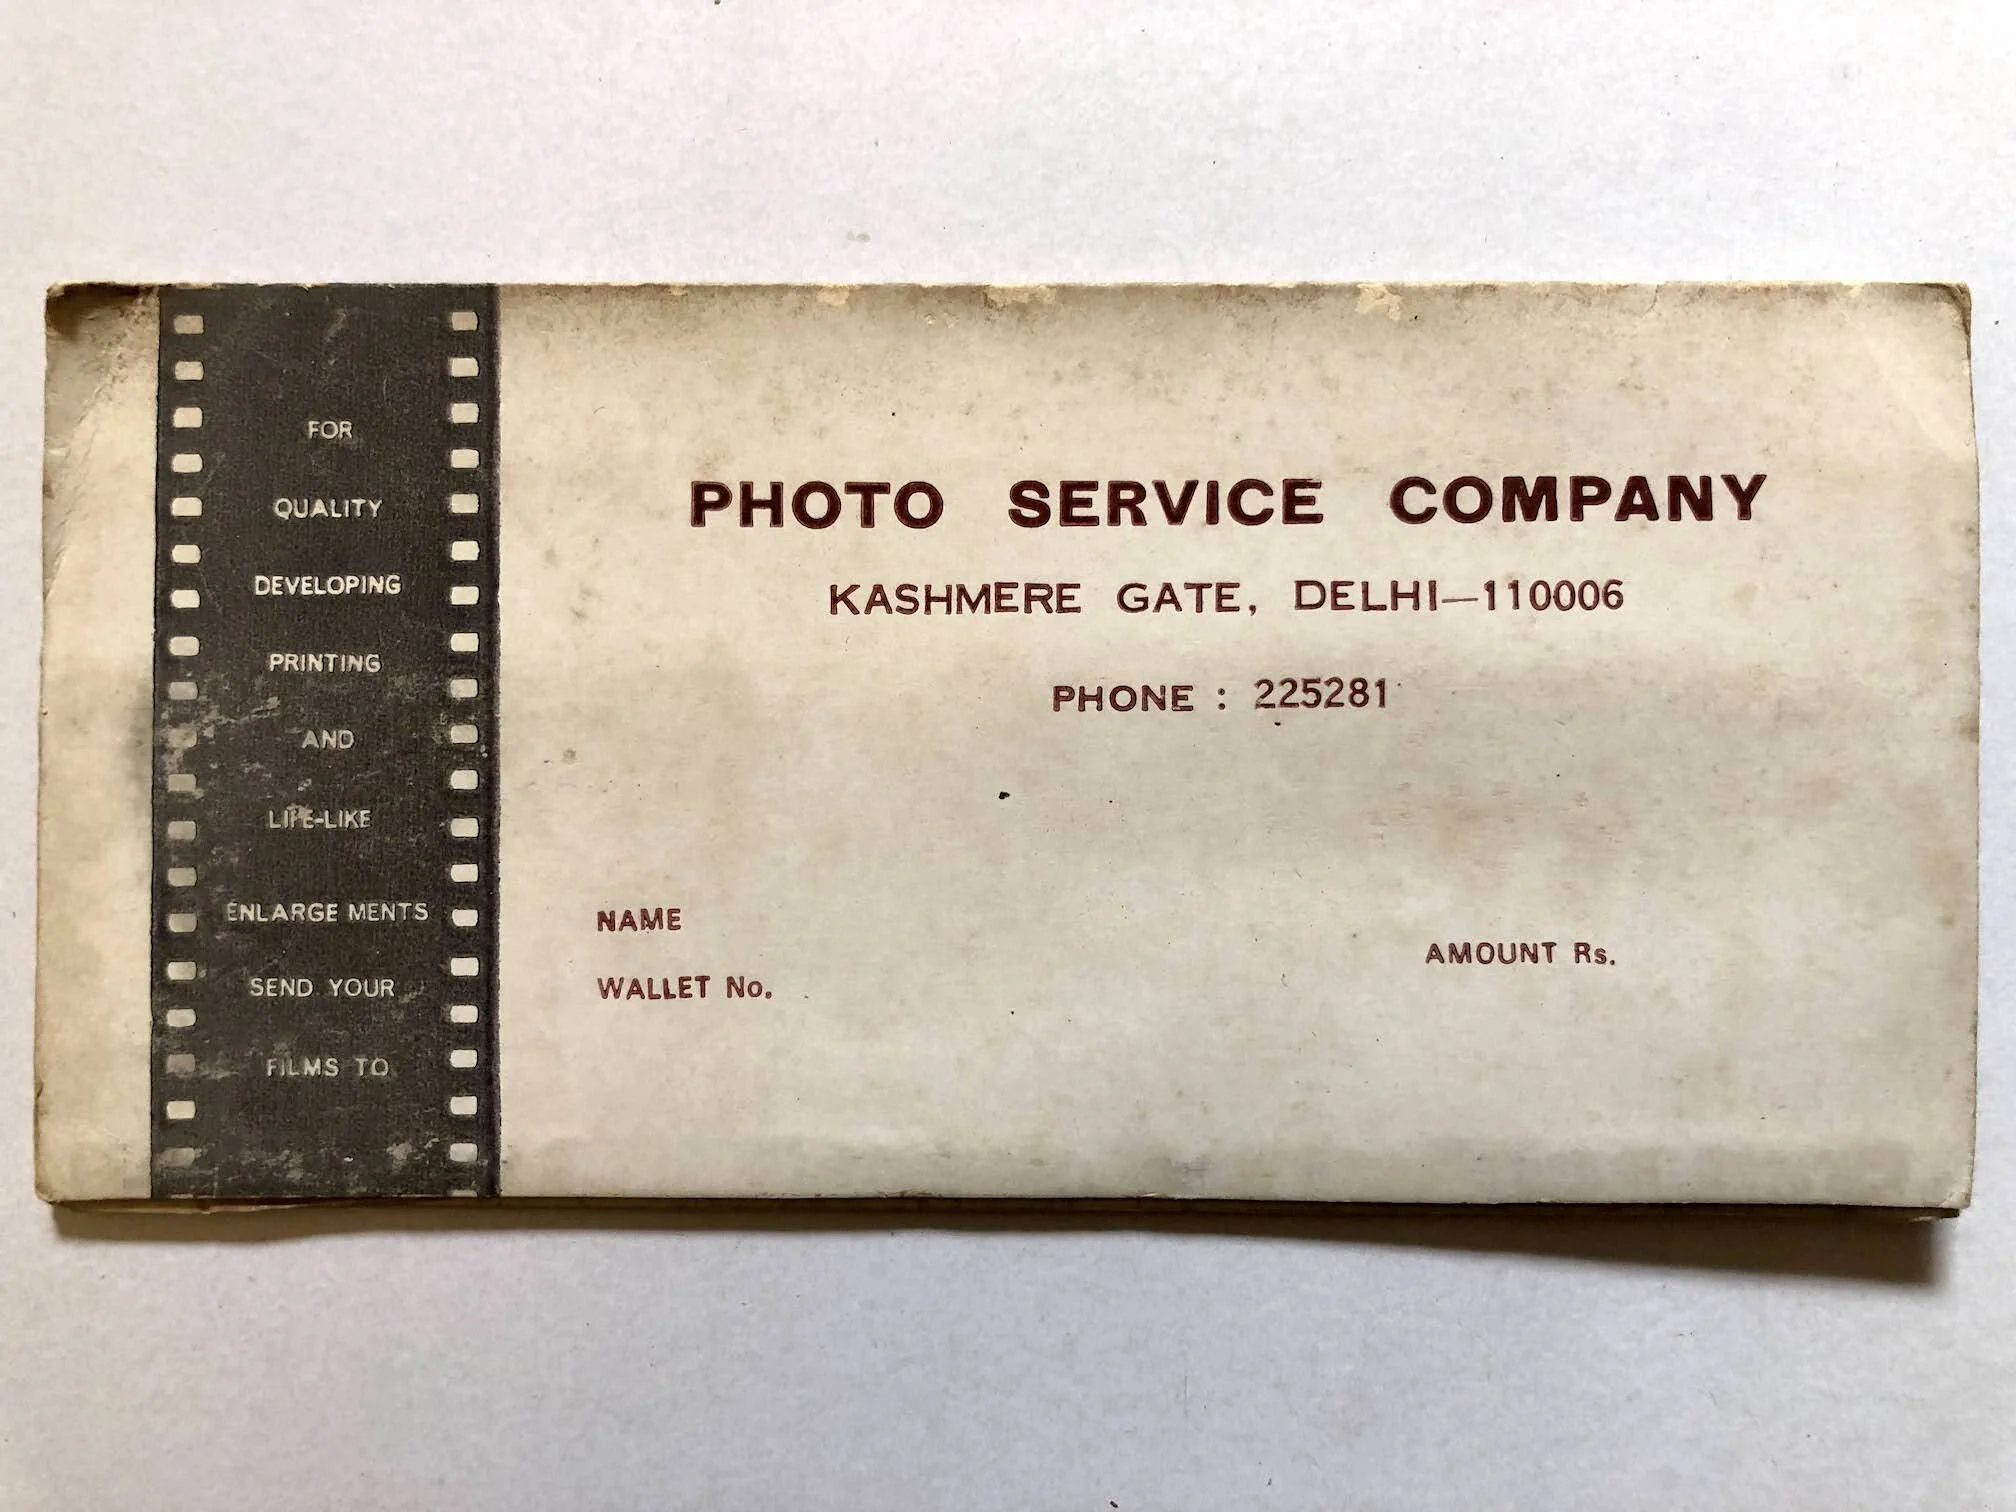 FOR
QUALITY
DEVELOPING
PRINTING
AND
LIFE-LIKE
ENLARGE MENTS
SEND YOUR
FILMS TO
PHOTO SERVICE COMPANY
KASHMERE GATE, DELHI—110006
PHONE : 225281
NAME
WALLET No.
AMOUNT Rs.